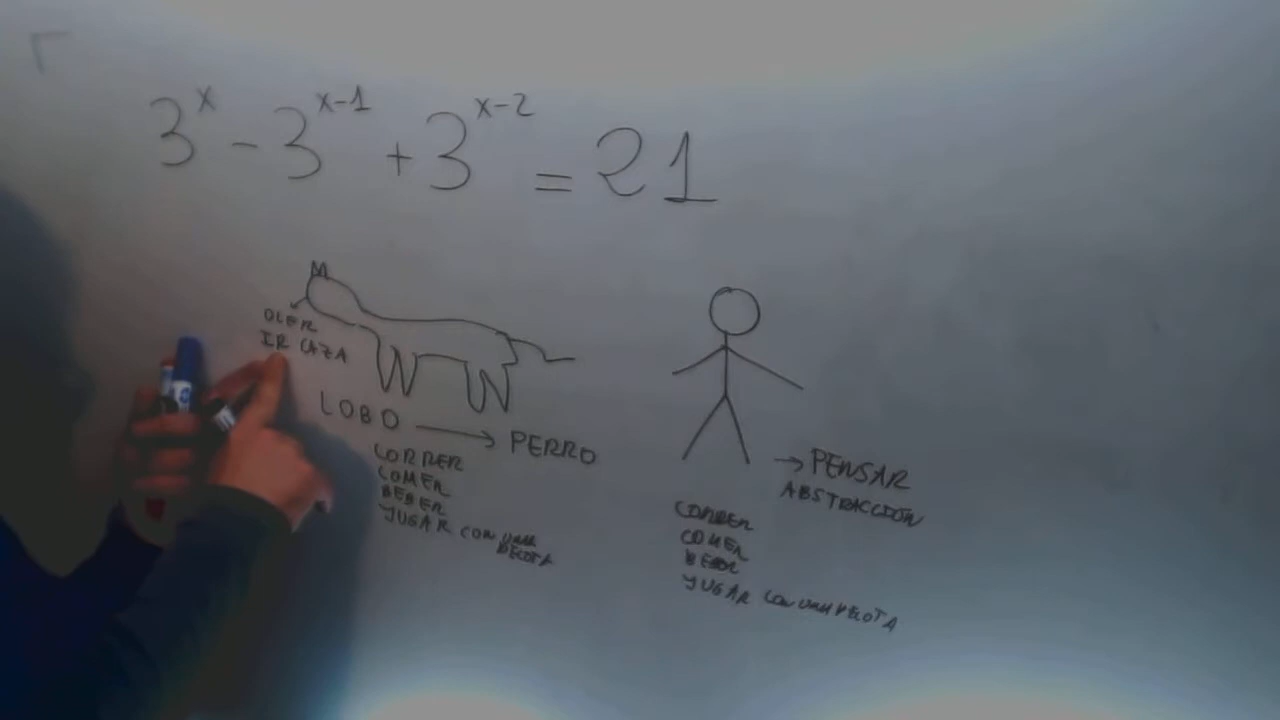 3^x - 3^(x-1) + 3^(x-2) = 21
OLER
IR CAZA
LOBO → PERRO
CORRER
COMER
BEBER
JUGAR CON UNA
PELOTA
→ PENSAR
ABSTRACCIÓN
CORRER
COMER
BEBER
JUGAR CON UNA PELOTA